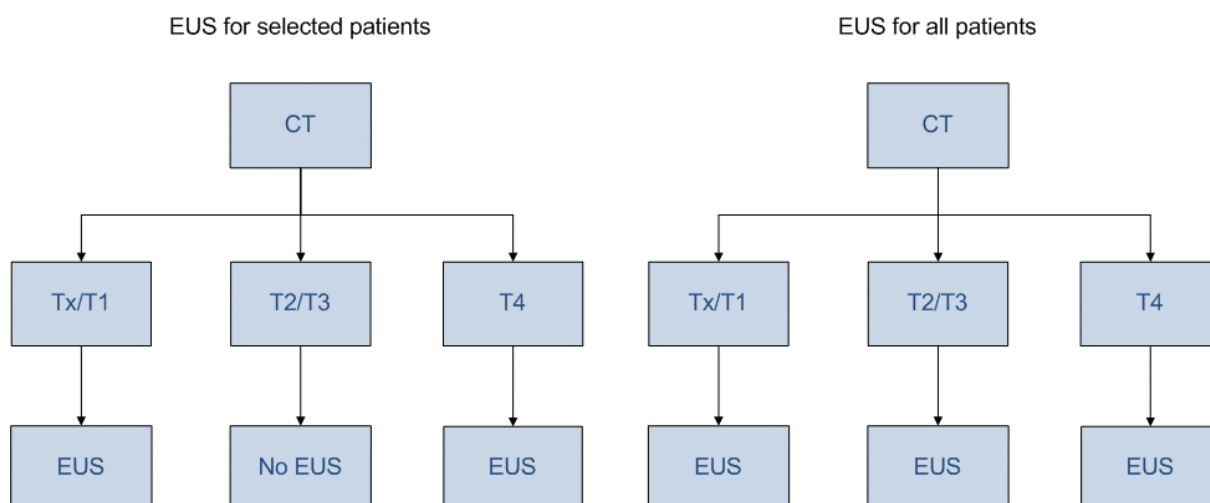 EUS for selected patients
EUS for all patients
CT
CT
Tx/T1
T2/T3
T4
Tx/T1
T2/T3
T4
EUS
No EUS
EUS
EUS
EUS
EUS